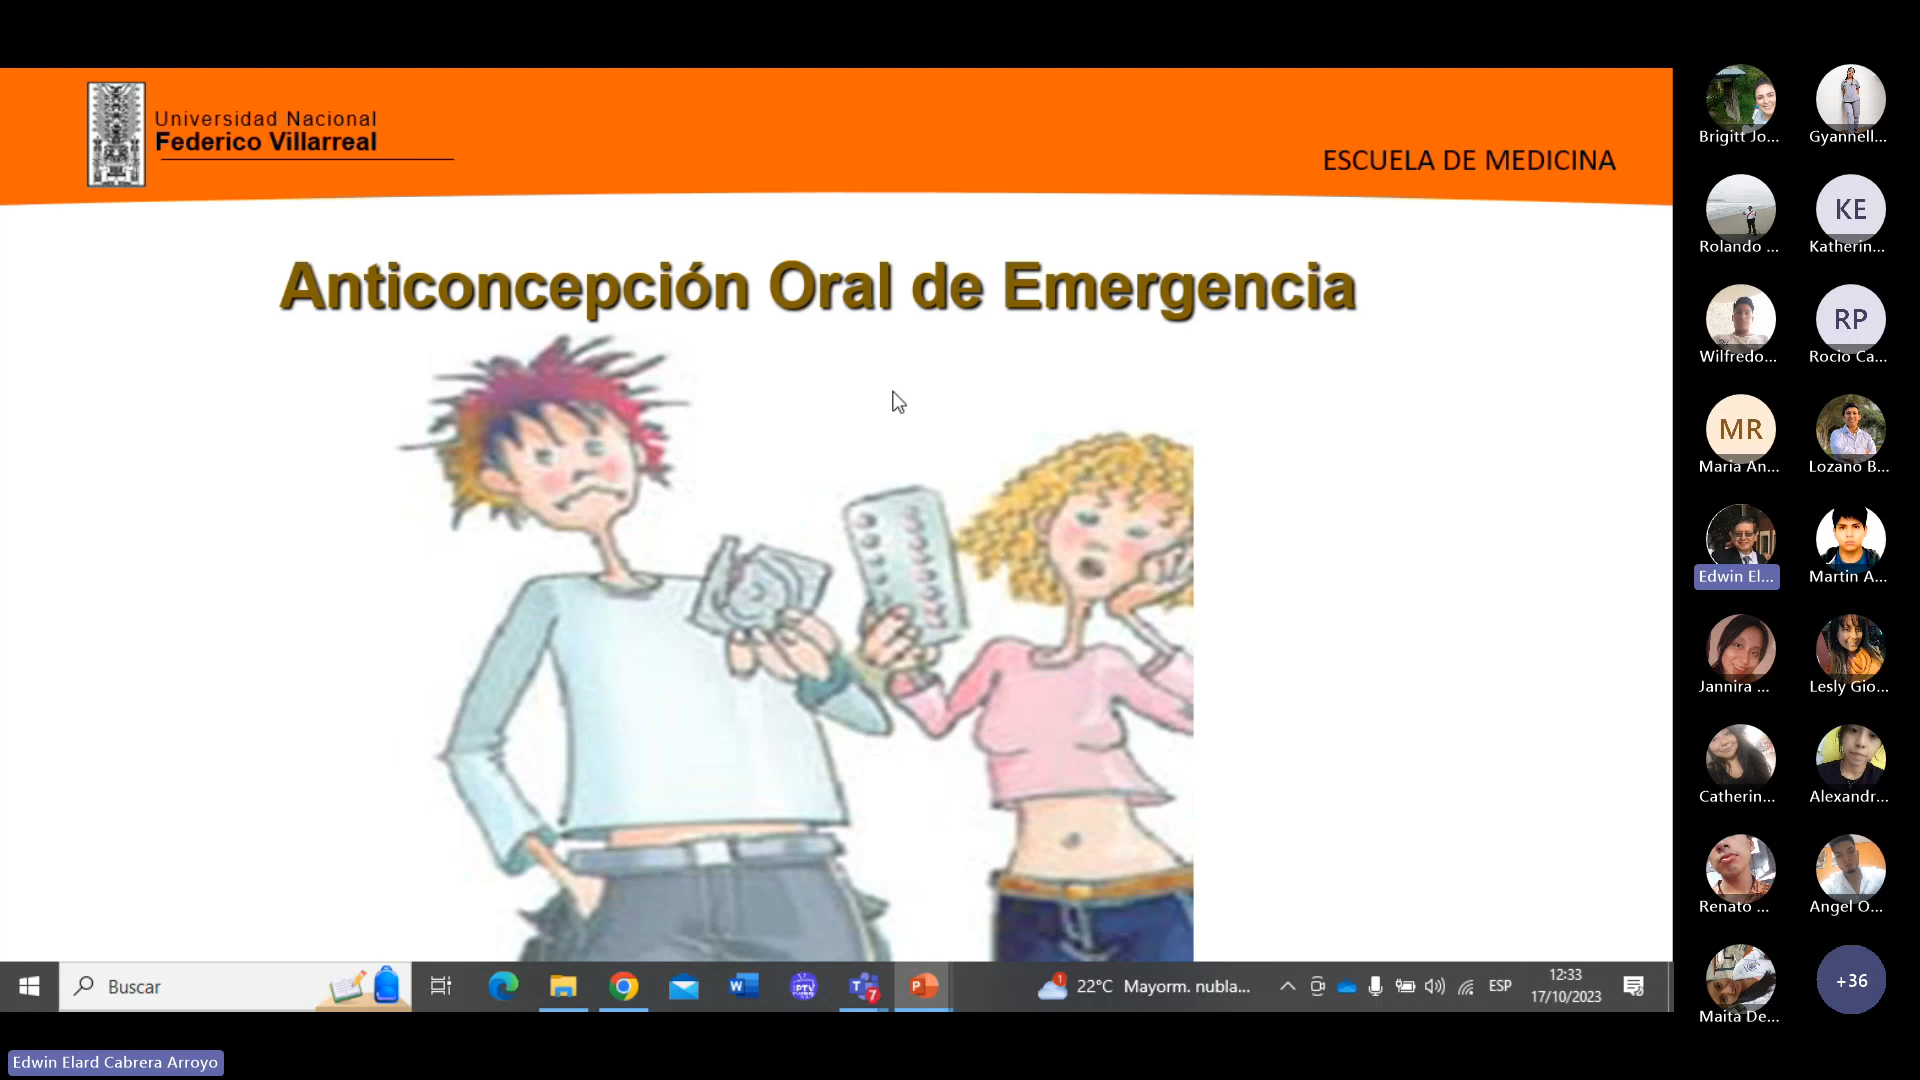 Universidad Nacional
Federico Villarreal
ESCUELA DE MEDICINA
Anticoncepción Oral de Emergencia
Buscar
22°C Mayorm. nubla...
ESP
12:33
17/10/2023
Edwin Elard Cabrera Arroyo
Brigitt Jo...
Gyannell...
Rolando ...
KE
Katherin...
Wilfredo...
RP
Rocio Ca...
MR
Maria An...
Lozano B...
Edwin El...
Martin A...
Jannira ...
Lesly Gio...
Catherin...
Alexandr...
Renato ...
Angel O...
Maita De...
+36